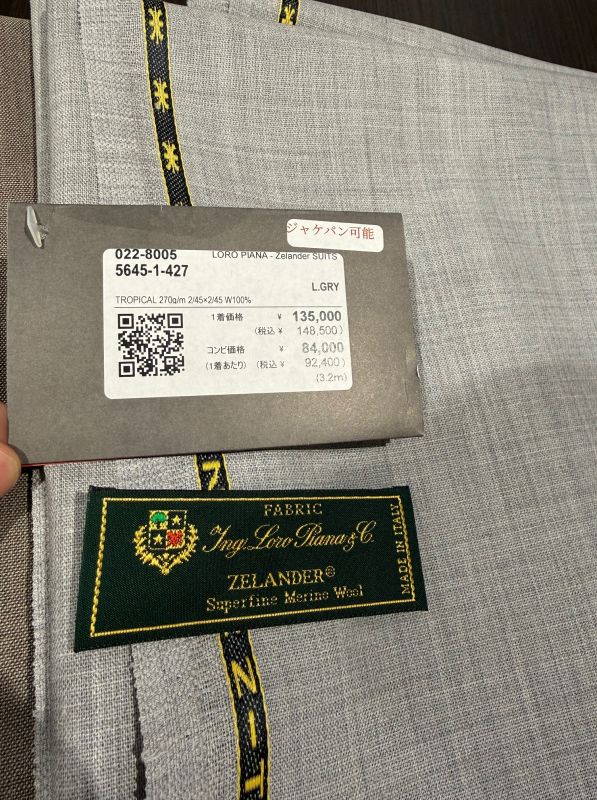 ジャケパン可能
022-8005 LORO PIANA - Zelander SUITS
5645-1-427
L.GRY
TROPICAL 270g/m 2/45×2/45 W100%
1着価格 ¥ 135,000
(税込 ¥ 148,500)
コンビ価格 ¥ 84,000
(1着あたり) (税込 ¥ 92,400)
(3.2m)
FABRIC
Ing. Loro Piana & C.
ZELANDER®
Superfine Merino Wool
MADE IN ITALY
N-IT